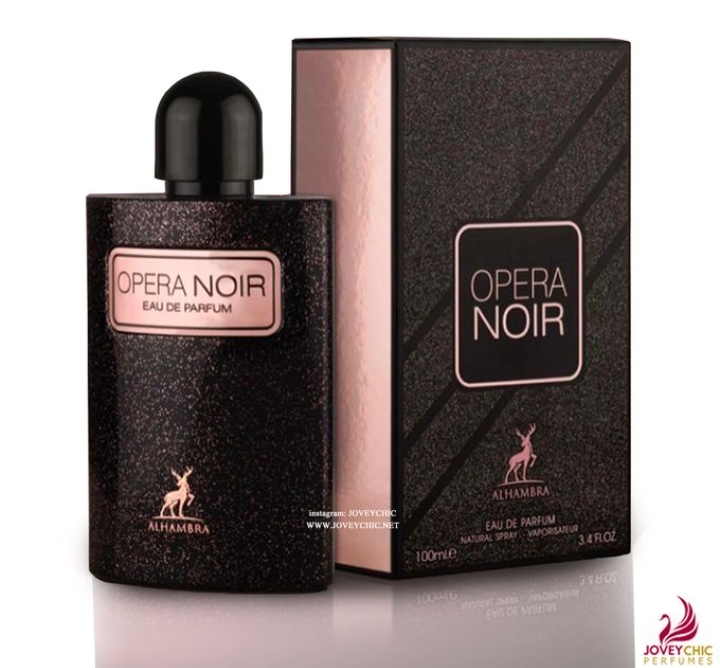 OPERA NOIR
EAU DE PARFUM
ALHAMBRA
OPERA
NOIR
ALHAMBRA
EAU DE PARFUM
NATURAL SPRAY VAPORISATEUR
100ml.e
3.4 FL.OZ
instagram: JOVEYCHIC
WWW.JOVEYCHIC.NET
JOVEYCHIC
PERFUMES